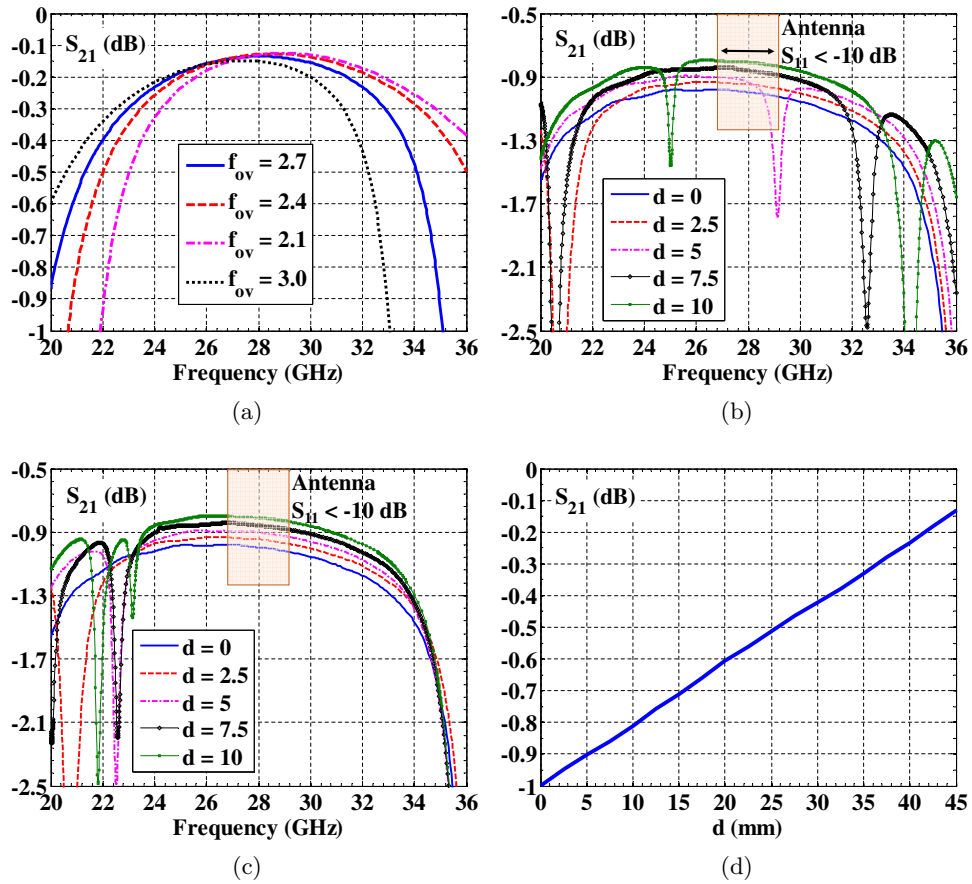 S21 (dB)
0
-0.1
-0.2
-0.3
-0.4
-0.5
-0.6
-0.7
-0.8
-0.9
-1
20 22 24 26 28 30 32 34 36
Frequency (GHz)
fov = 2.7
fov = 2.4
fov = 2.1
fov = 3.0
(a)
S21 (dB)
Antenna
S11 < -10 dB
-0.5
-0.9
-1.3
-1.7
-2.1
-2.5
20 22 24 26 28 30 32 34 36
Frequency (GHz)
d = 0
d = 2.5
d = 5
d = 7.5
d = 10
(b)
S21 (dB)
Antenna
S11 < -10 dB
-0.5
-0.9
-1.3
-1.7
-2.1
-2.5
20 22 24 26 28 30 32 34 36
Frequency (GHz)
d = 0
d = 2.5
d = 5
d = 7.5
d = 10
(c)
S21 (dB)
0
-0.1
-0.2
-0.3
-0.4
-0.5
-0.6
-0.7
-0.8
-0.9
-1
0 5 10 15 20 25 30 35 40 45
d (mm)
(d)